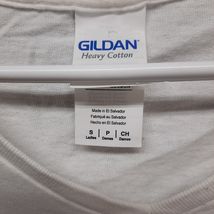 GILDAN
Heavy Cotton
Made in El Salvador
Fabriqué au Salvador
Hecho en El Salvador
S P CH
Ladies Dames Damas